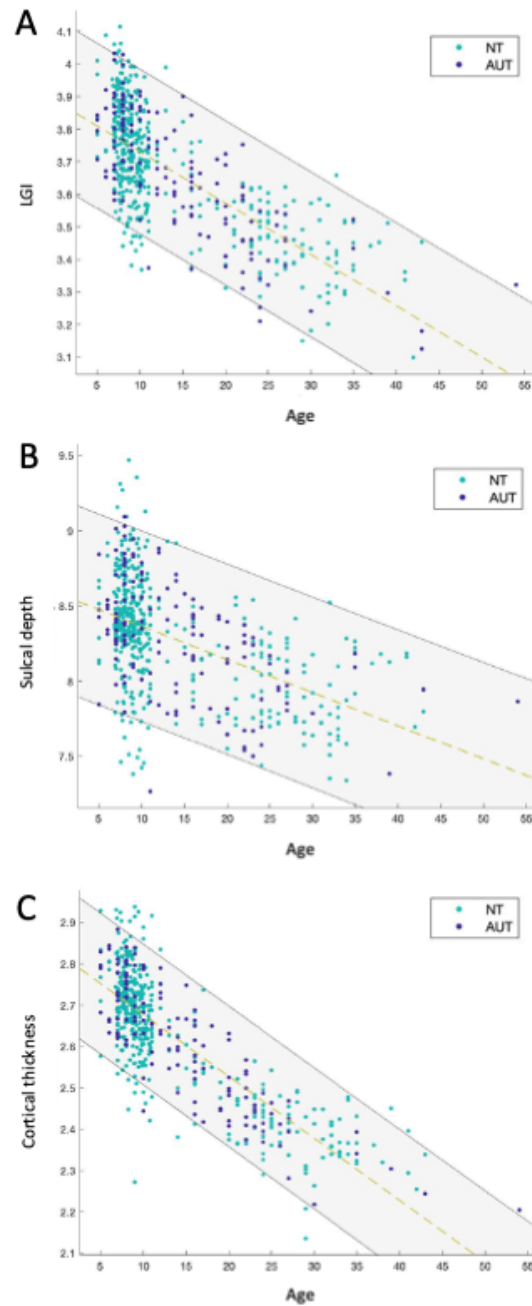 A
4.1
4
3.9
3.8
3.7
3.6
3.5
3.4
3.3
3.2
3.1
LGI
NT
AUT
5 10 15 20 25 30 35 40 45 50 55
Age
B
9.5
9
8.5
8
7.5
Sulcal depth
NT
AUT
5 10 15 20 25 30 35 40 45 50 55
Age
C
2.9
2.8
2.7
2.6
2.5
2.4
2.3
2.2
2.1
Cortical thickness
NT
AUT
5 10 15 20 25 30 35 40 45 50 55
Age